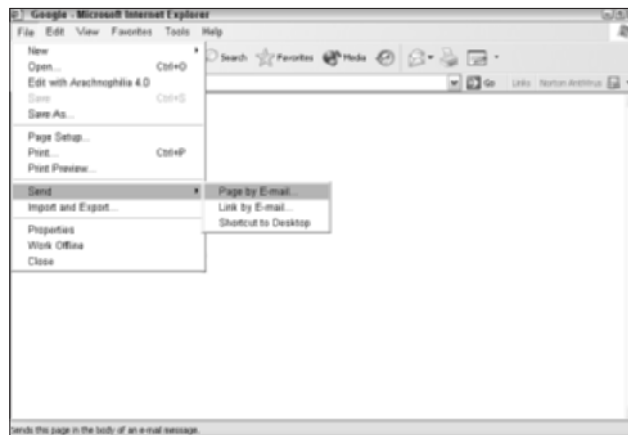 Google - Microsoft Internet Explorer
File Edit View Favorites Tools Help
New
Open... Ctrl+O
Edit with Arachnophilia 4.0
Save Ctrl+S
Save As...
Page Setup...
Print... Ctrl+P
Print Preview...
Send
Import and Export...
Properties
Work Offline
Close
Page by E-mail...
Link by E-mail...
Shortcut to Desktop
Search Favorites Media
Go Links Norton AntiVirus
Sends this page in the body of an e-mail message.